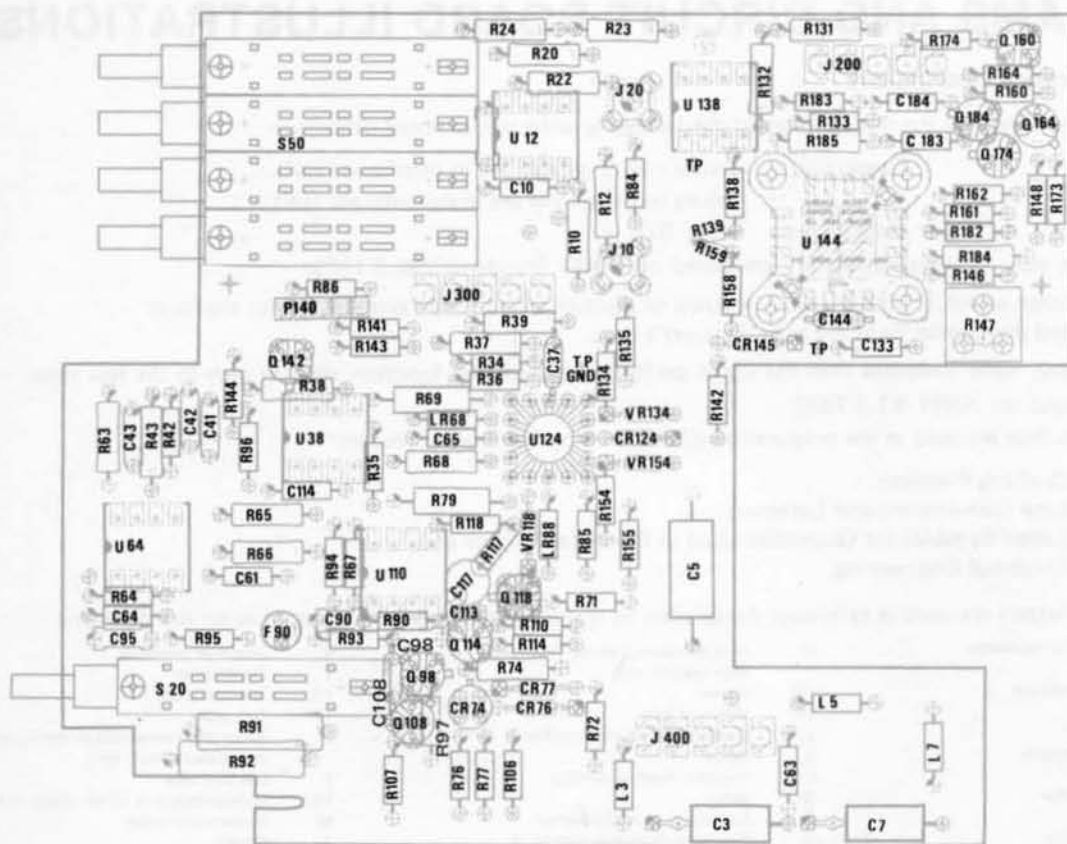 R24 R23 R131 R174 Q160
R20 J200
R22 J20 U138 R132 R164
R160
R183 C184
Q184 Q164
U12 R133
R185 C183
S50 Q174
TP
C10 R12 R84 R138 R162 R148 R173
R161
R10 R139 U144 R182
R159
J10 R184
R146
R86 J300 R158
P140 R39 C144 R147
R141 R135
R37 C37 TP GND CR145 TP C133
R143
Q142 R34 R134
R36
R144 R38 R142
R69
R63 C43 R43 R42 C42 C41 LR68 VR134
R96 U38 R35 C65 U124 CR124
R68 VR154
C114
R79 R154
R65 R118 VR118 LR88 R85 R155
U64 R117 C5
R66 R94 R67 U110
C61 C117
R64 Q118 R71
C64 C90 R90 C113
R110
C95 R95 F90 R93 C98 Q114 R114
R74
S20 Q98 CR77
C108 CR74 CR76 L5
R91 Q108 R97 R72 J400
R92 L7
R107 R76 R77 R106 L3 C63
C3 C7